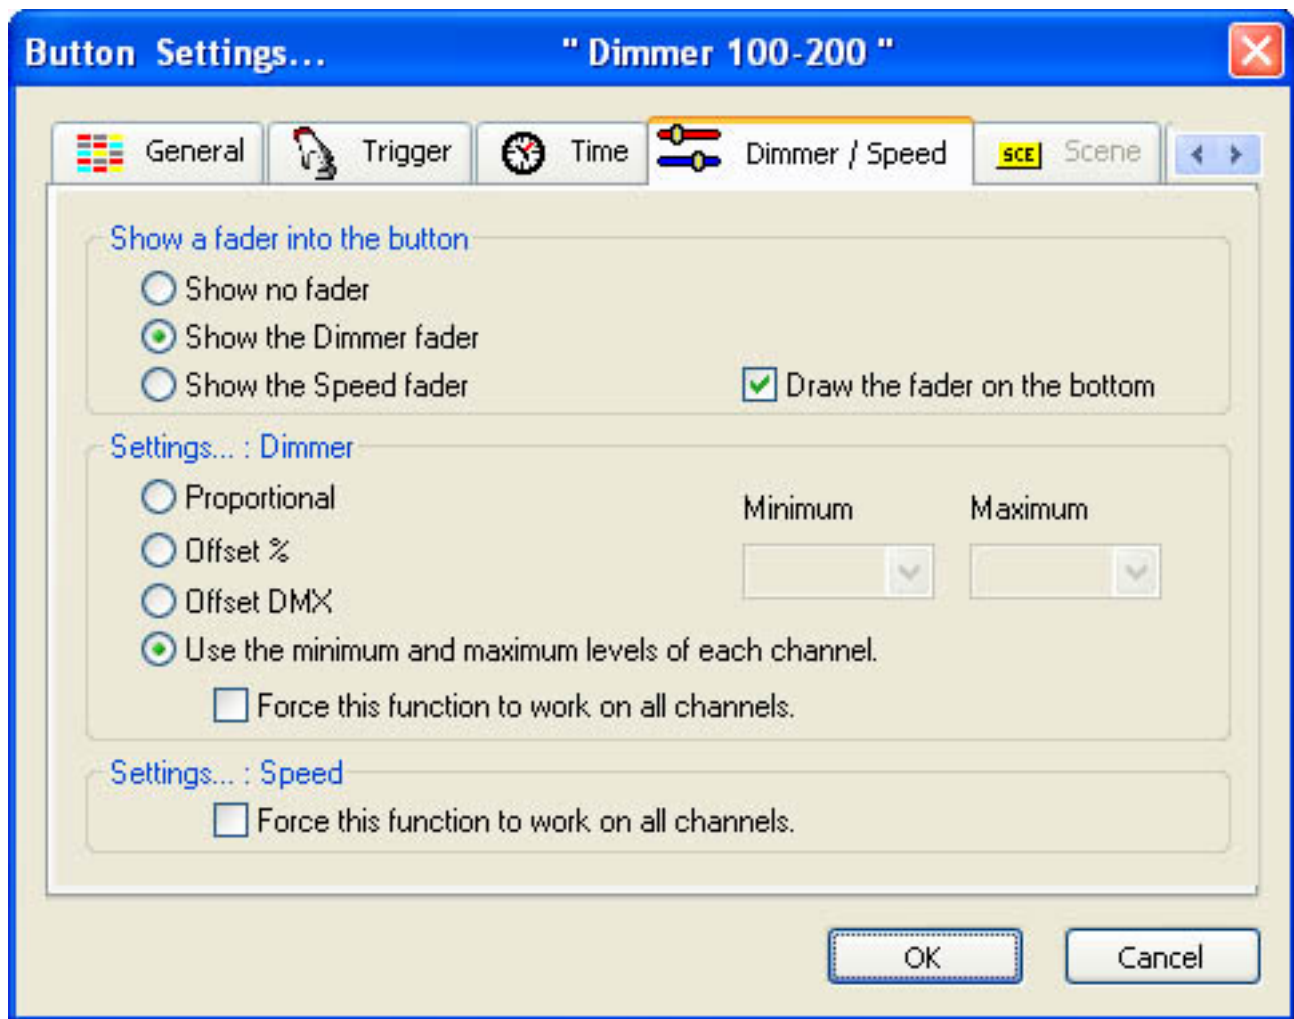 Button Settings... " Dimmer 100-200 "
General Trigger Time Dimmer / Speed SCE Scene
Show a fader into the button
Show no fader
Show the Dimmer fader
Show the Speed fader Draw the fader on the bottom
Settings... : Dimmer
Proportional Minimum Maximum
Offset %
Offset DMX
Use the minimum and maximum levels of each channel.
Force this function to work on all channels.
Settings... : Speed
Force this function to work on all channels.
OK Cancel